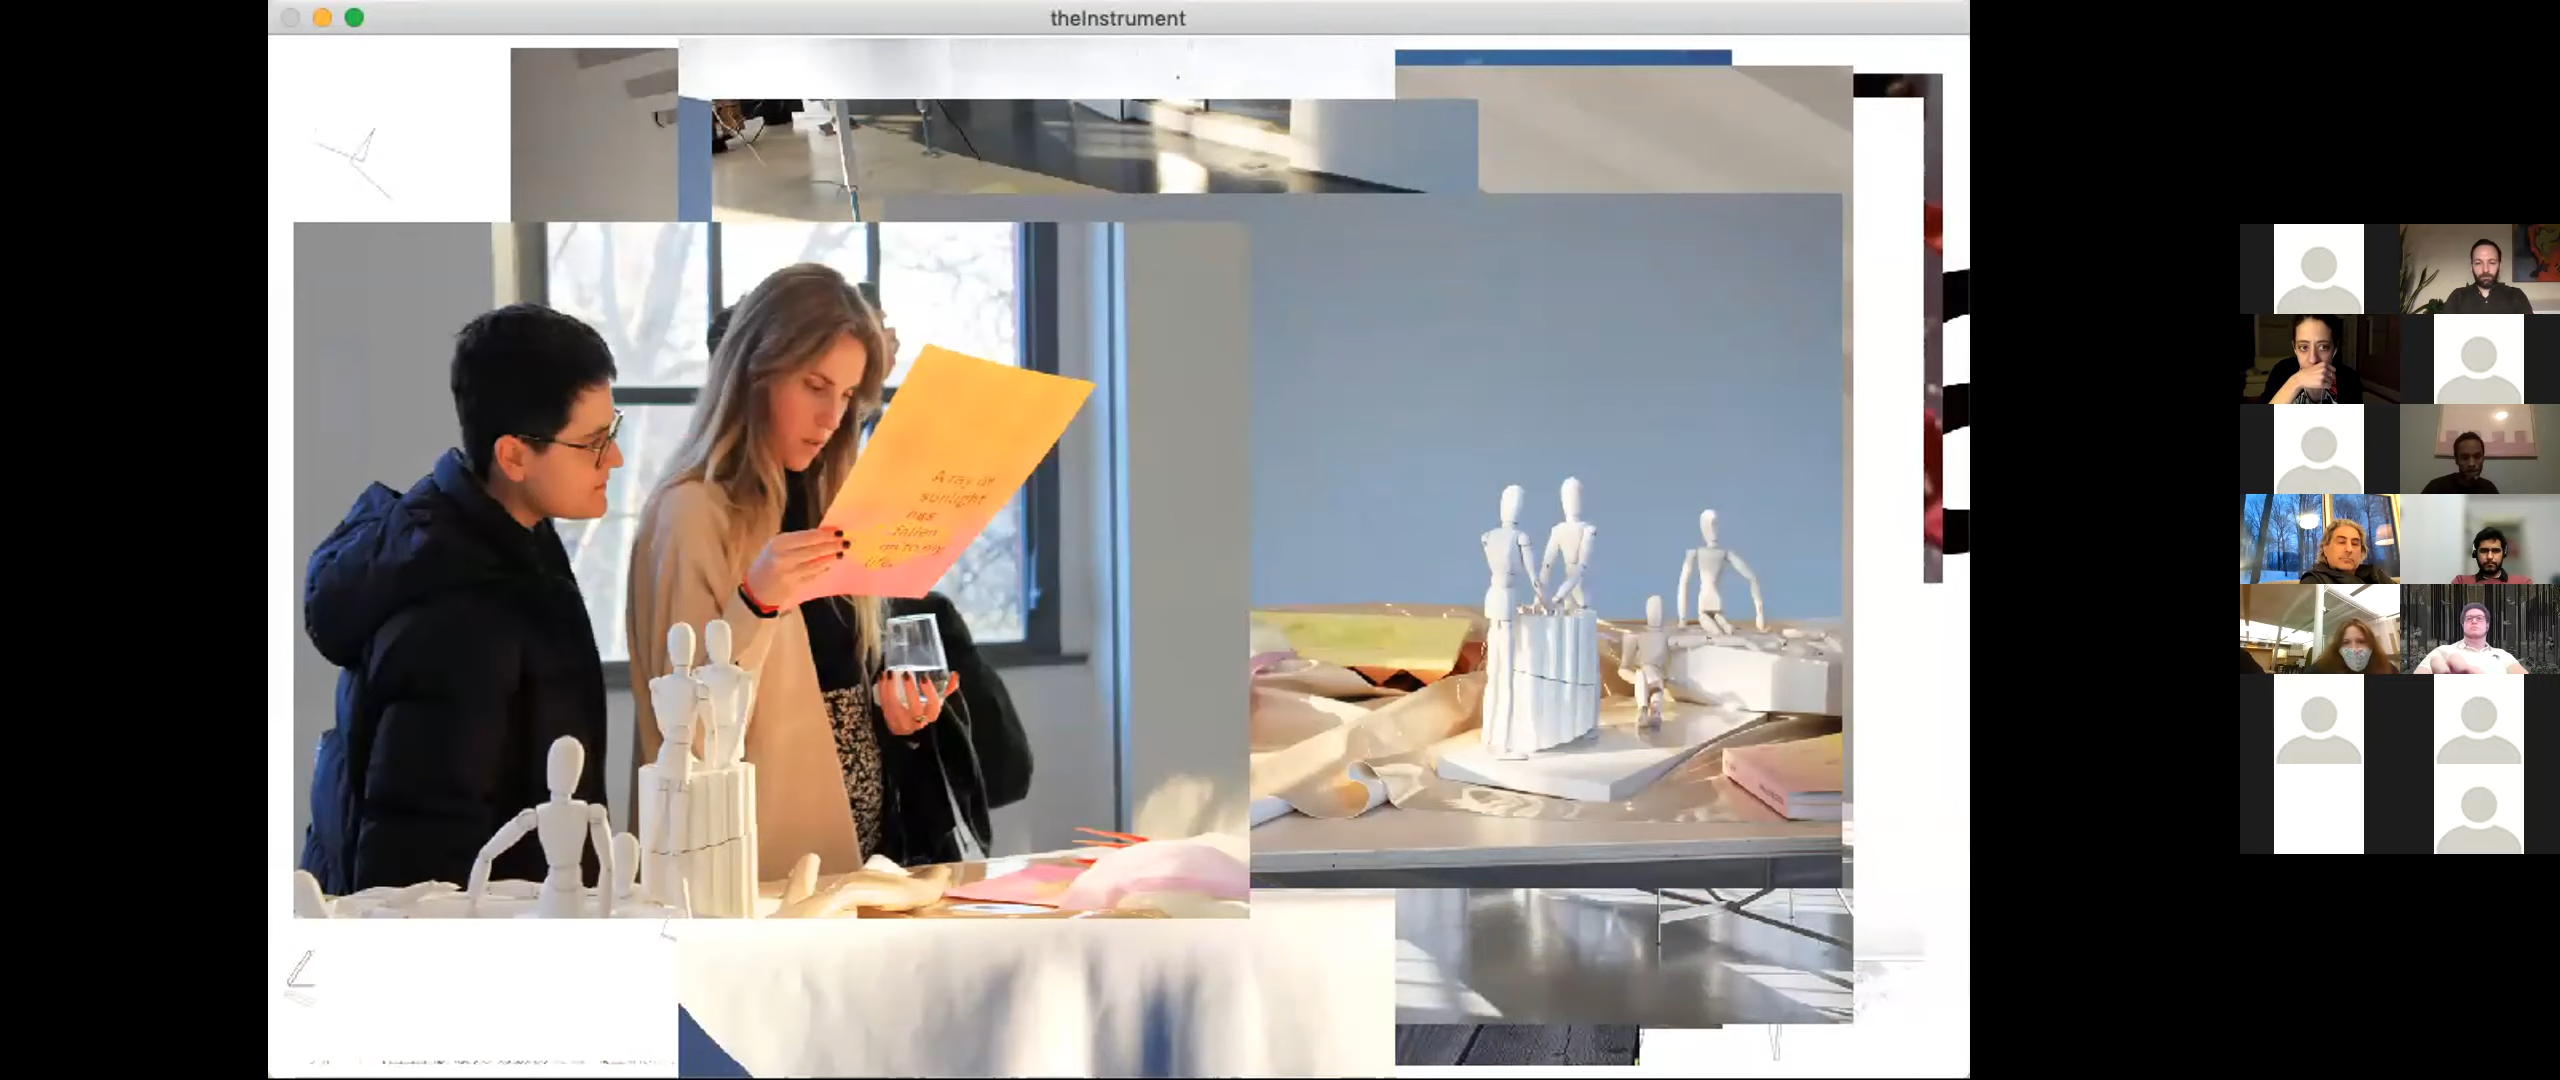 theInstrument
A ray of
sunlight
has
fallen
on to my
life.